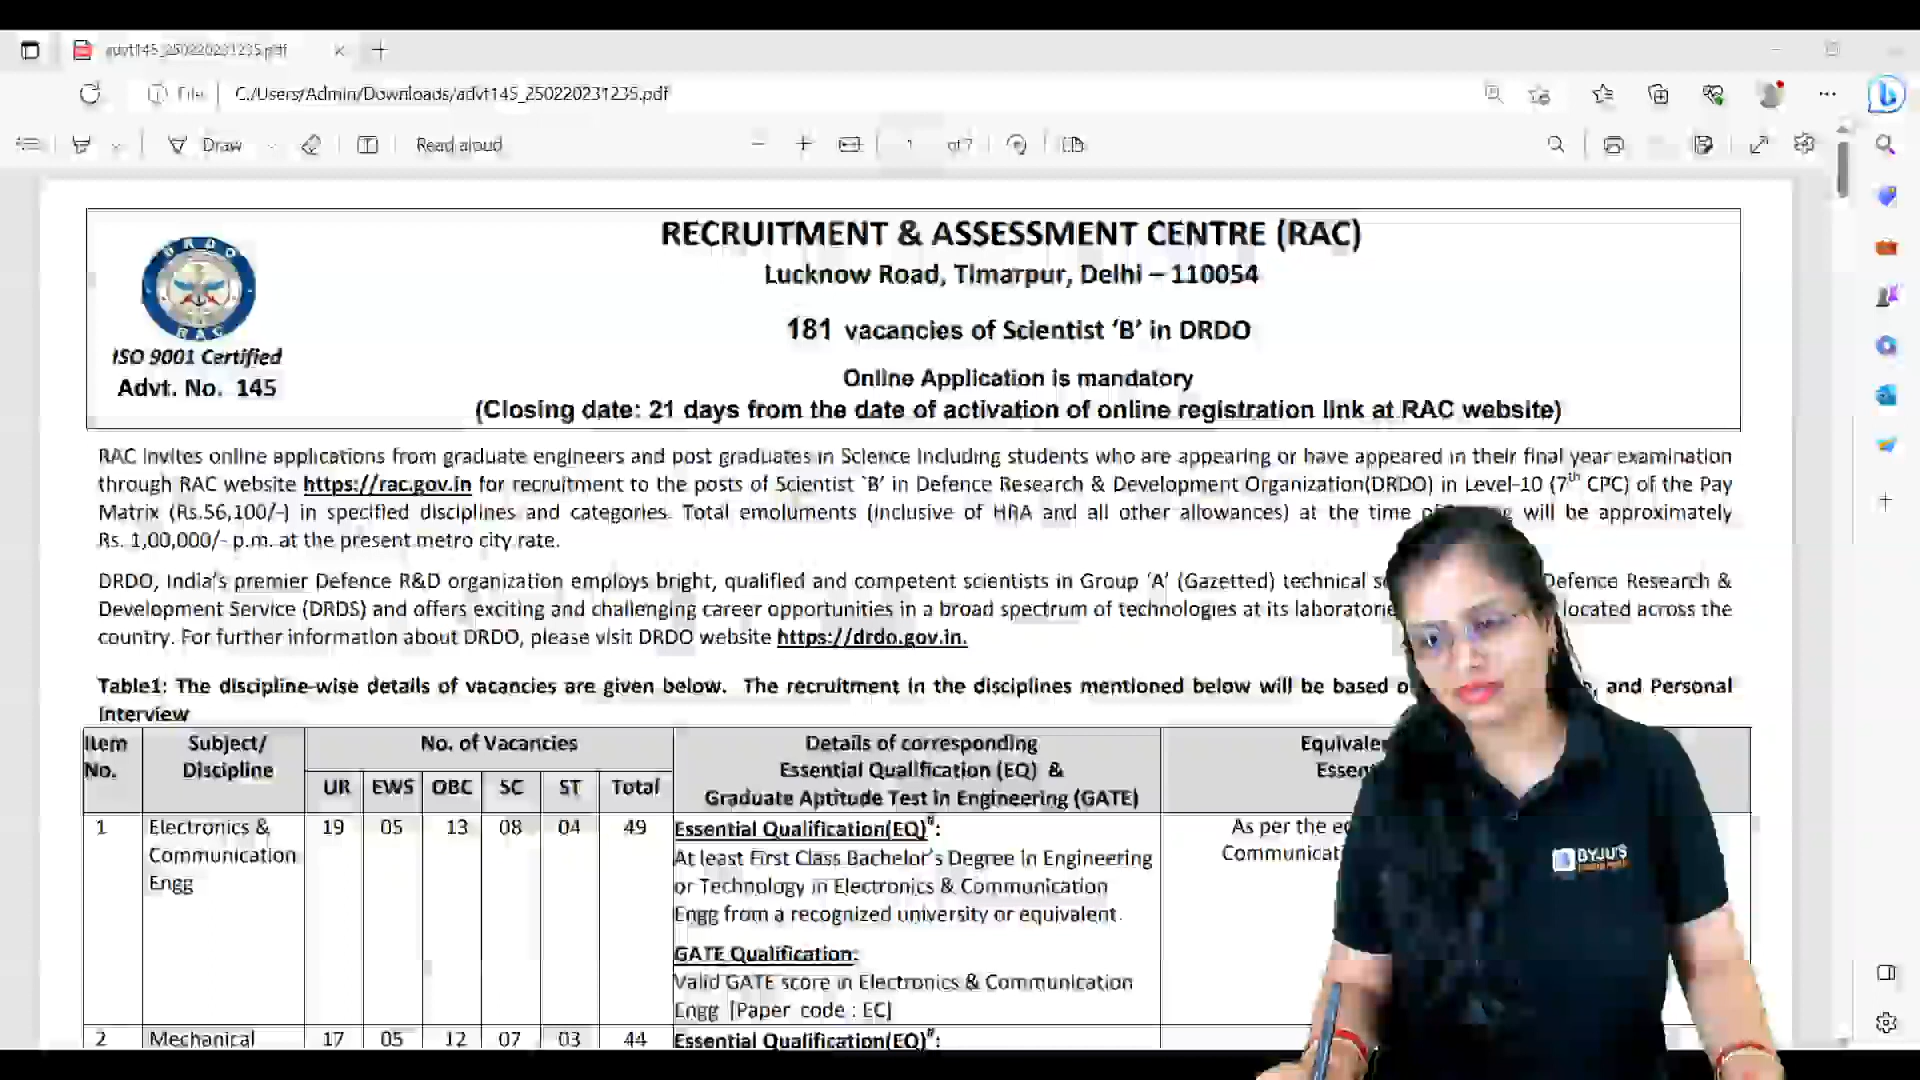 advt145_250220231235.pdf
File
C:/Users/Admin/Downloads/advt145_250220231235.pdf
Draw
Read aloud
1 of 7
RECRUITMENT & ASSESSMENT CENTRE (RAC)
Lucknow Road, Timarpur, Delhi – 110054
181 vacancies of Scientist ‘B’ in DRDO
Online Application is mandatory
(Closing date: 21 days from the date of activation of online registration link at RAC website)
DRDO
RAC
ISO 9001 Certified
Advt. No. 145
RAC invites online applications from graduate engineers and post graduates in Science including students who are appearing or have appeared in their final year examination
through RAC website https://rac.gov.in for recruitment to the posts of Scientist `B’ in Defence Research & Development Organization(DRDO) in Level-10 (7th CPC) of the Pay
Matrix (Rs.56,100/-) in specified disciplines and categories. Total emoluments (inclusive of HRA and all other allowances) at the time will be approximately
Rs. 1,00,000/- p.m. at the present metro city rate.
DRDO, India’s premier Defence R&D organization employs bright, qualified and competent scientists in Group ‘A’ (Gazetted) technical Defence Research &
Development Service (DRDS) and offers exciting and challenging career opportunities in a broad spectrum of technologies at its located across the
country. For further information about DRDO, please visit DRDO website https://drdo.gov.in.
Table1: The discipline-wise details of vacancies are given below. The recruitment in the disciplines mentioned below will be based and Personal
Interview
Item No.
Subject/ Discipline
No. of Vacancies
UR EWS OBC SC ST Total
Details of corresponding
Essential Qualification (EQ) &
Graduate Aptitude Test in Engineering (GATE)
1
Electronics &
Communication
Engg
19 05 13 08 04 49
Essential Qualification(EQ)#:
At least First Class Bachelor’s Degree in Engineering
or Technology in Electronics & Communication
Engg from a recognized university or equivalent.
GATE Qualification:
Valid GATE score in Electronics & Communication
Engg [Paper code : EC]
As per the
2 Mechanical 17 05 12 07 03 44 Essential Qualification(EQ)#:
BYJU'S